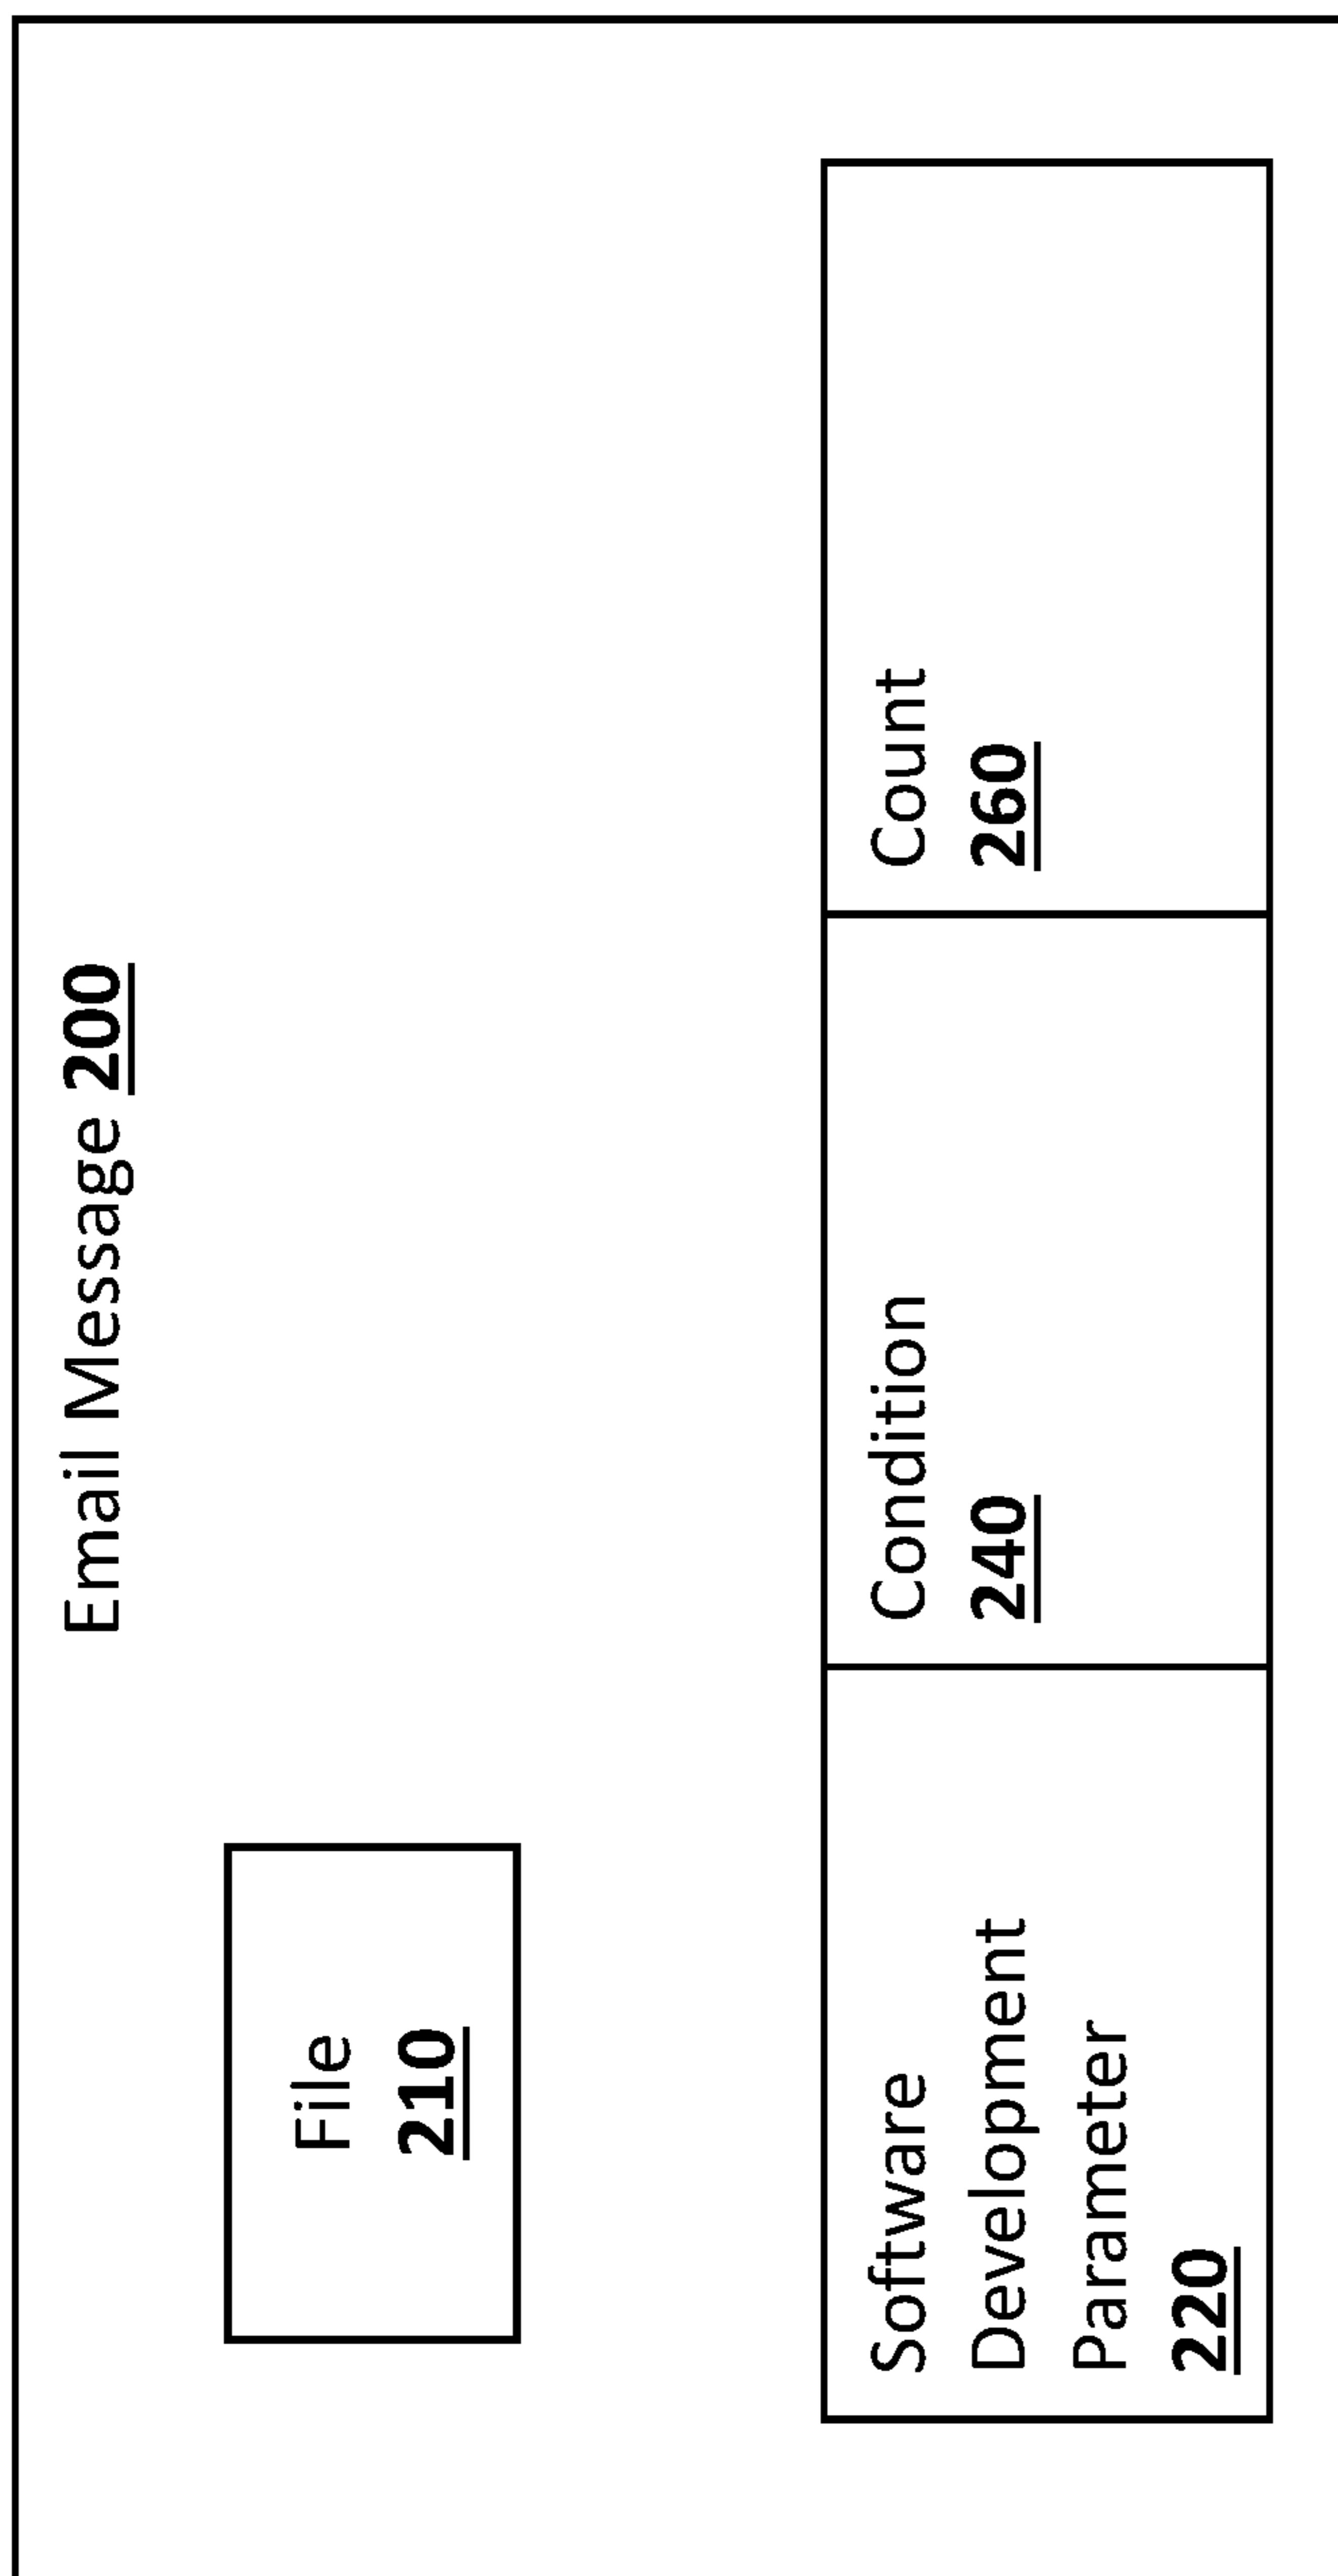 Email Message 200
File
210
Software
Development
Parameter
220
Condition
240
Count
260